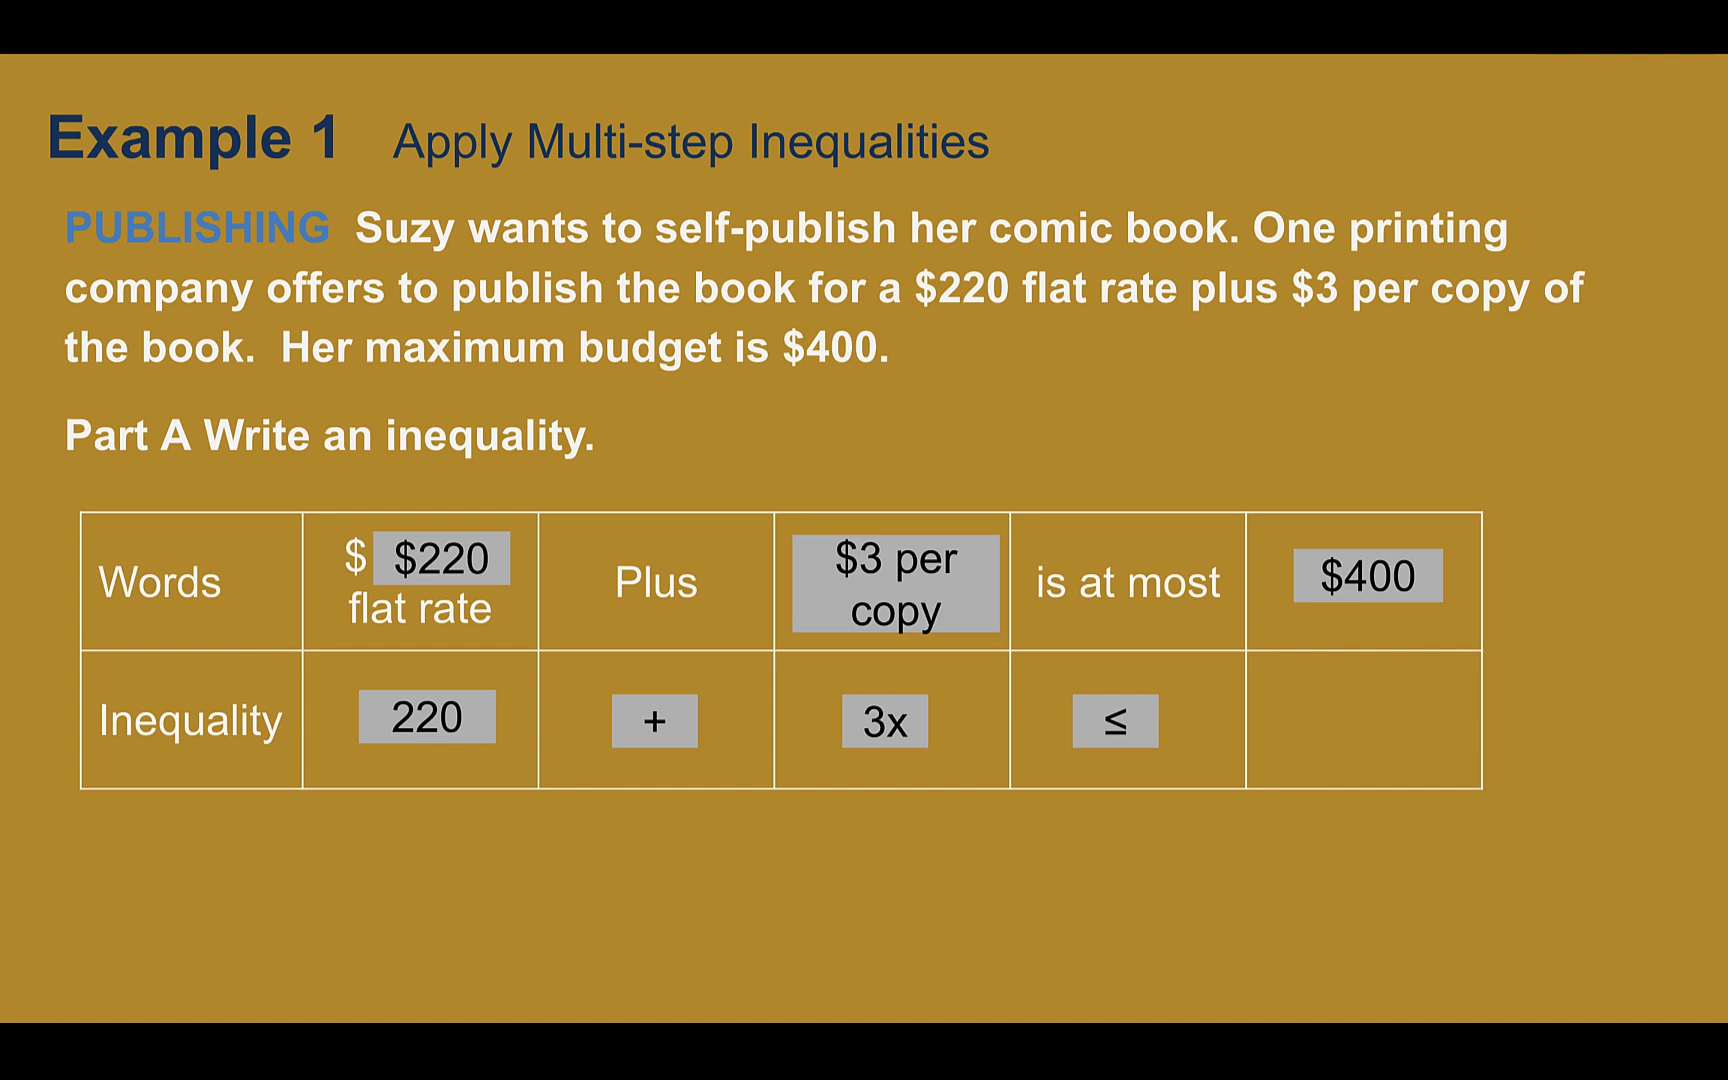 Example 1 Apply Multi-step Inequalities
PUBLISHING Suzy wants to self-publish her comic book. One printing
company offers to publish the book for a $220 flat rate plus $3 per copy of
the book. Her maximum budget is $400.
Part A Write an inequality.
Words
$ $220
flat rate
Plus
$3 per
copy
is at most
$400
Inequality
220
+
3x
≤